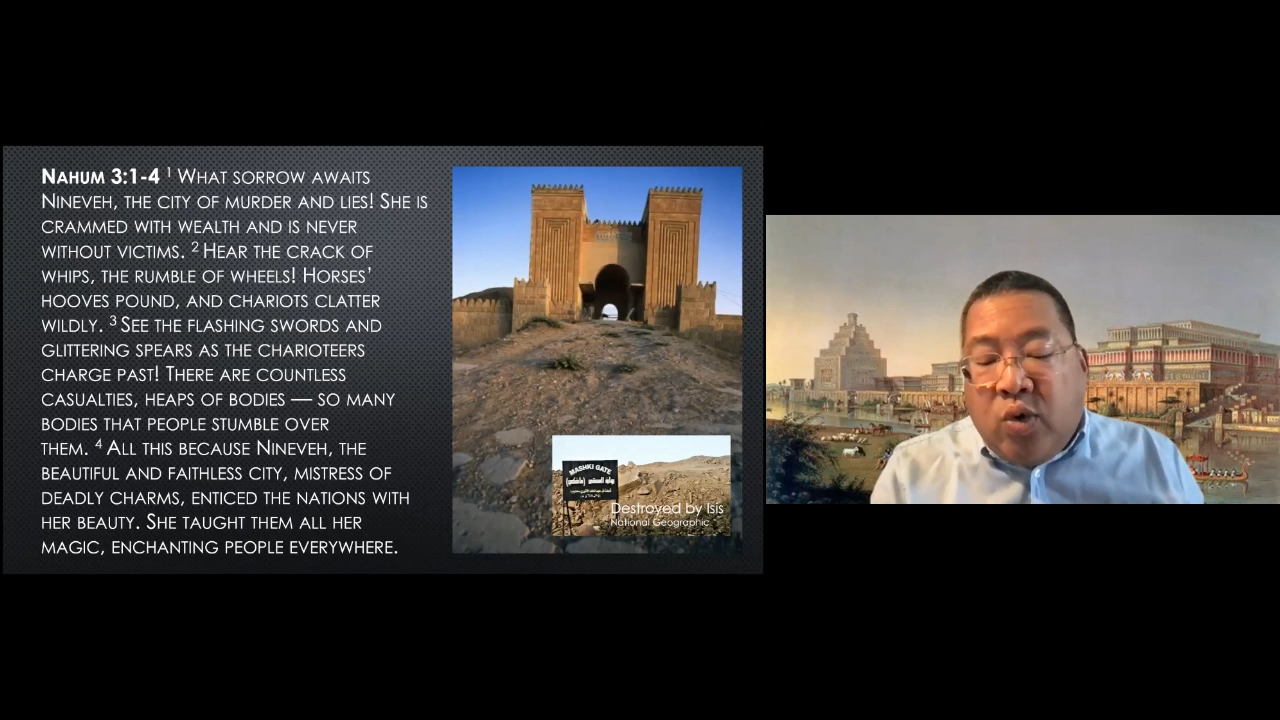 NAHUM 3:1-4 ¹ WHAT SORROW AWAITS
NINEVEH, THE CITY OF MURDER AND LIES! SHE IS
CRAMMED WITH WEALTH AND IS NEVER
WITHOUT VICTIMS. ² HEAR THE CRACK OF
WHIPS, THE RUMBLE OF WHEELS! HORSES’
HOOVES POUND, AND CHARIOTS CLATTER
WILDLY. ³ SEE THE FLASHING SWORDS AND
GLITTERING SPEARS AS THE CHARIOTEERS
CHARGE PAST! THERE ARE COUNTLESS
CASUALTIES, HEAPS OF BODIES — SO MANY
BODIES THAT PEOPLE STUMBLE OVER
THEM. ⁴ ALL THIS BECAUSE NINEVEH, THE
BEAUTIFUL AND FAITHLESS CITY, MISTRESS OF
DEADLY CHARMS, ENTICED THE NATIONS WITH
HER BEAUTY. SHE TAUGHT THEM ALL HER
MAGIC, ENCHANTING PEOPLE EVERYWHERE.
MASHKI GATE
Destroyed by Isis
National Geographic